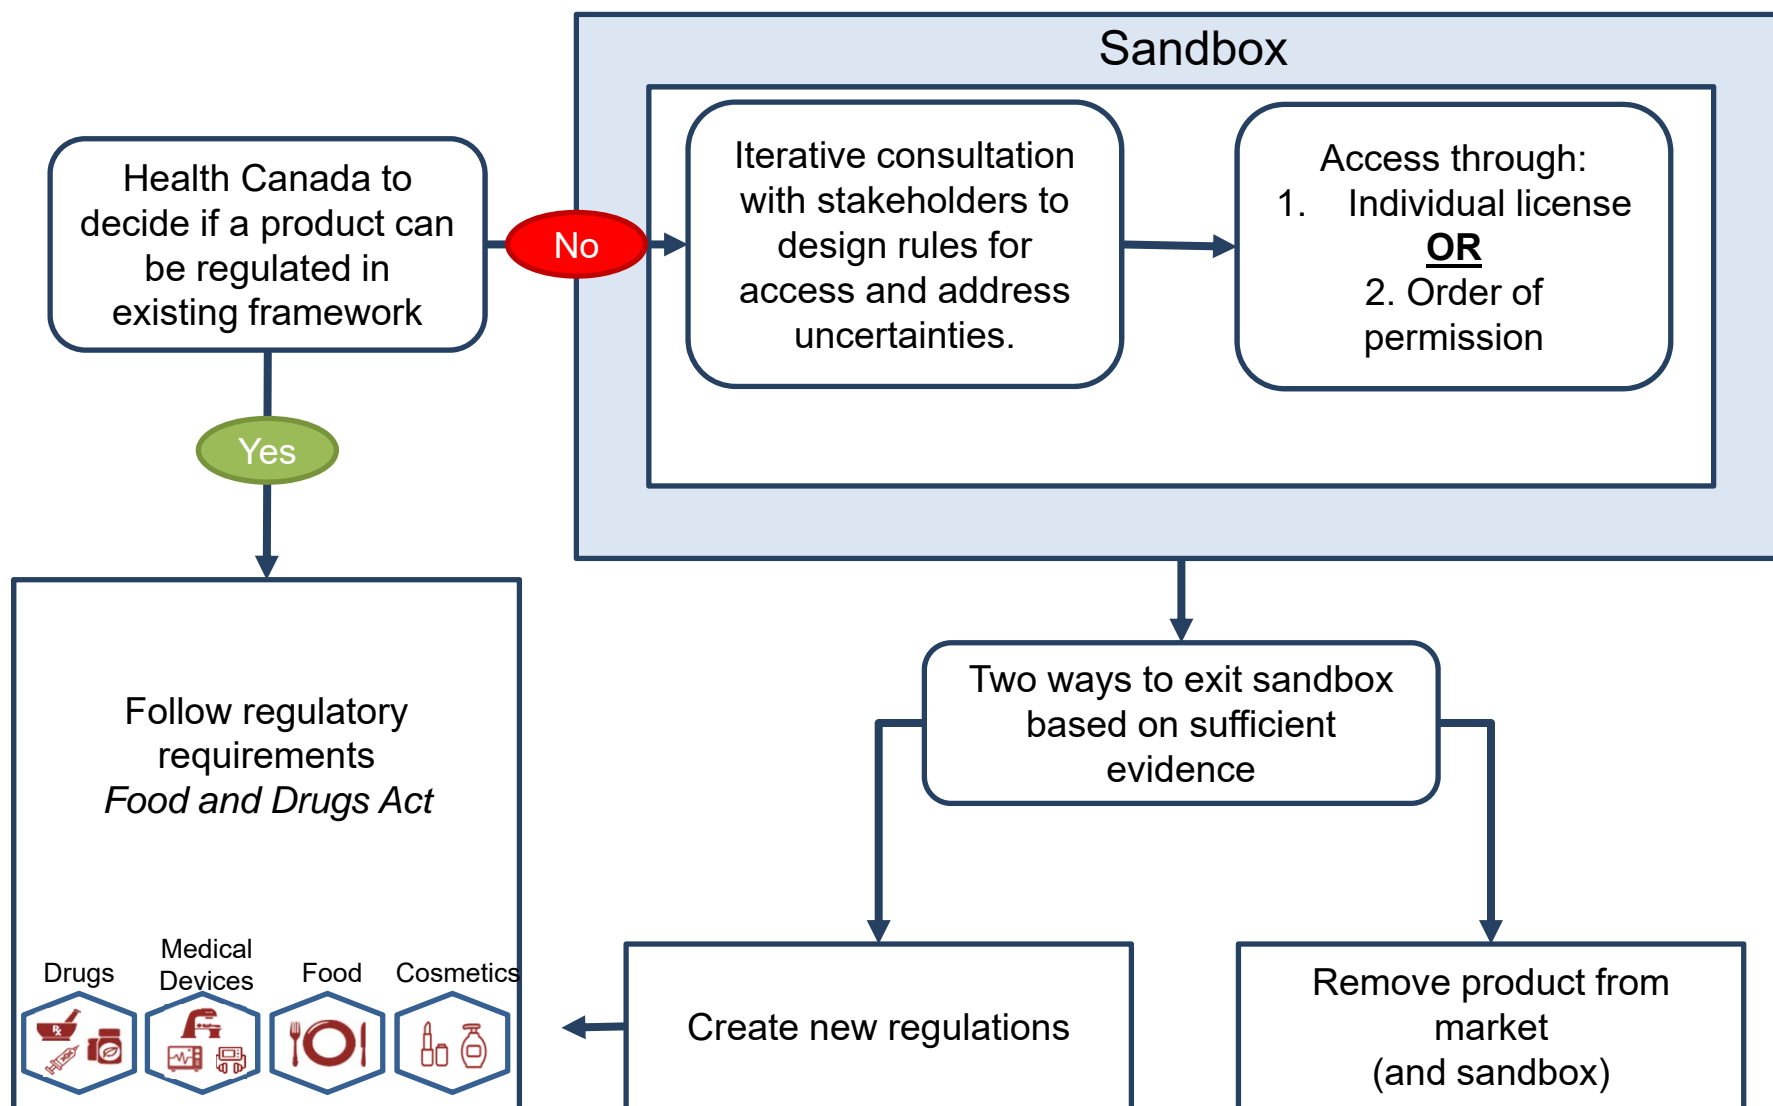 Sandbox
Health Canada to
decide if a product can
be regulated in
existing framework
No
Iterative consultation
with stakeholders to
design rules for
access and address
uncertainties.
Access through:
1. Individual license
OR
2. Order of
permission
Yes
Follow regulatory
requirements
Food and Drugs Act
Drugs
Medical
Devices
Food
Cosmetics
Two ways to exit sandbox
based on sufficient
evidence
Create new regulations
Remove product from
market
(and sandbox)